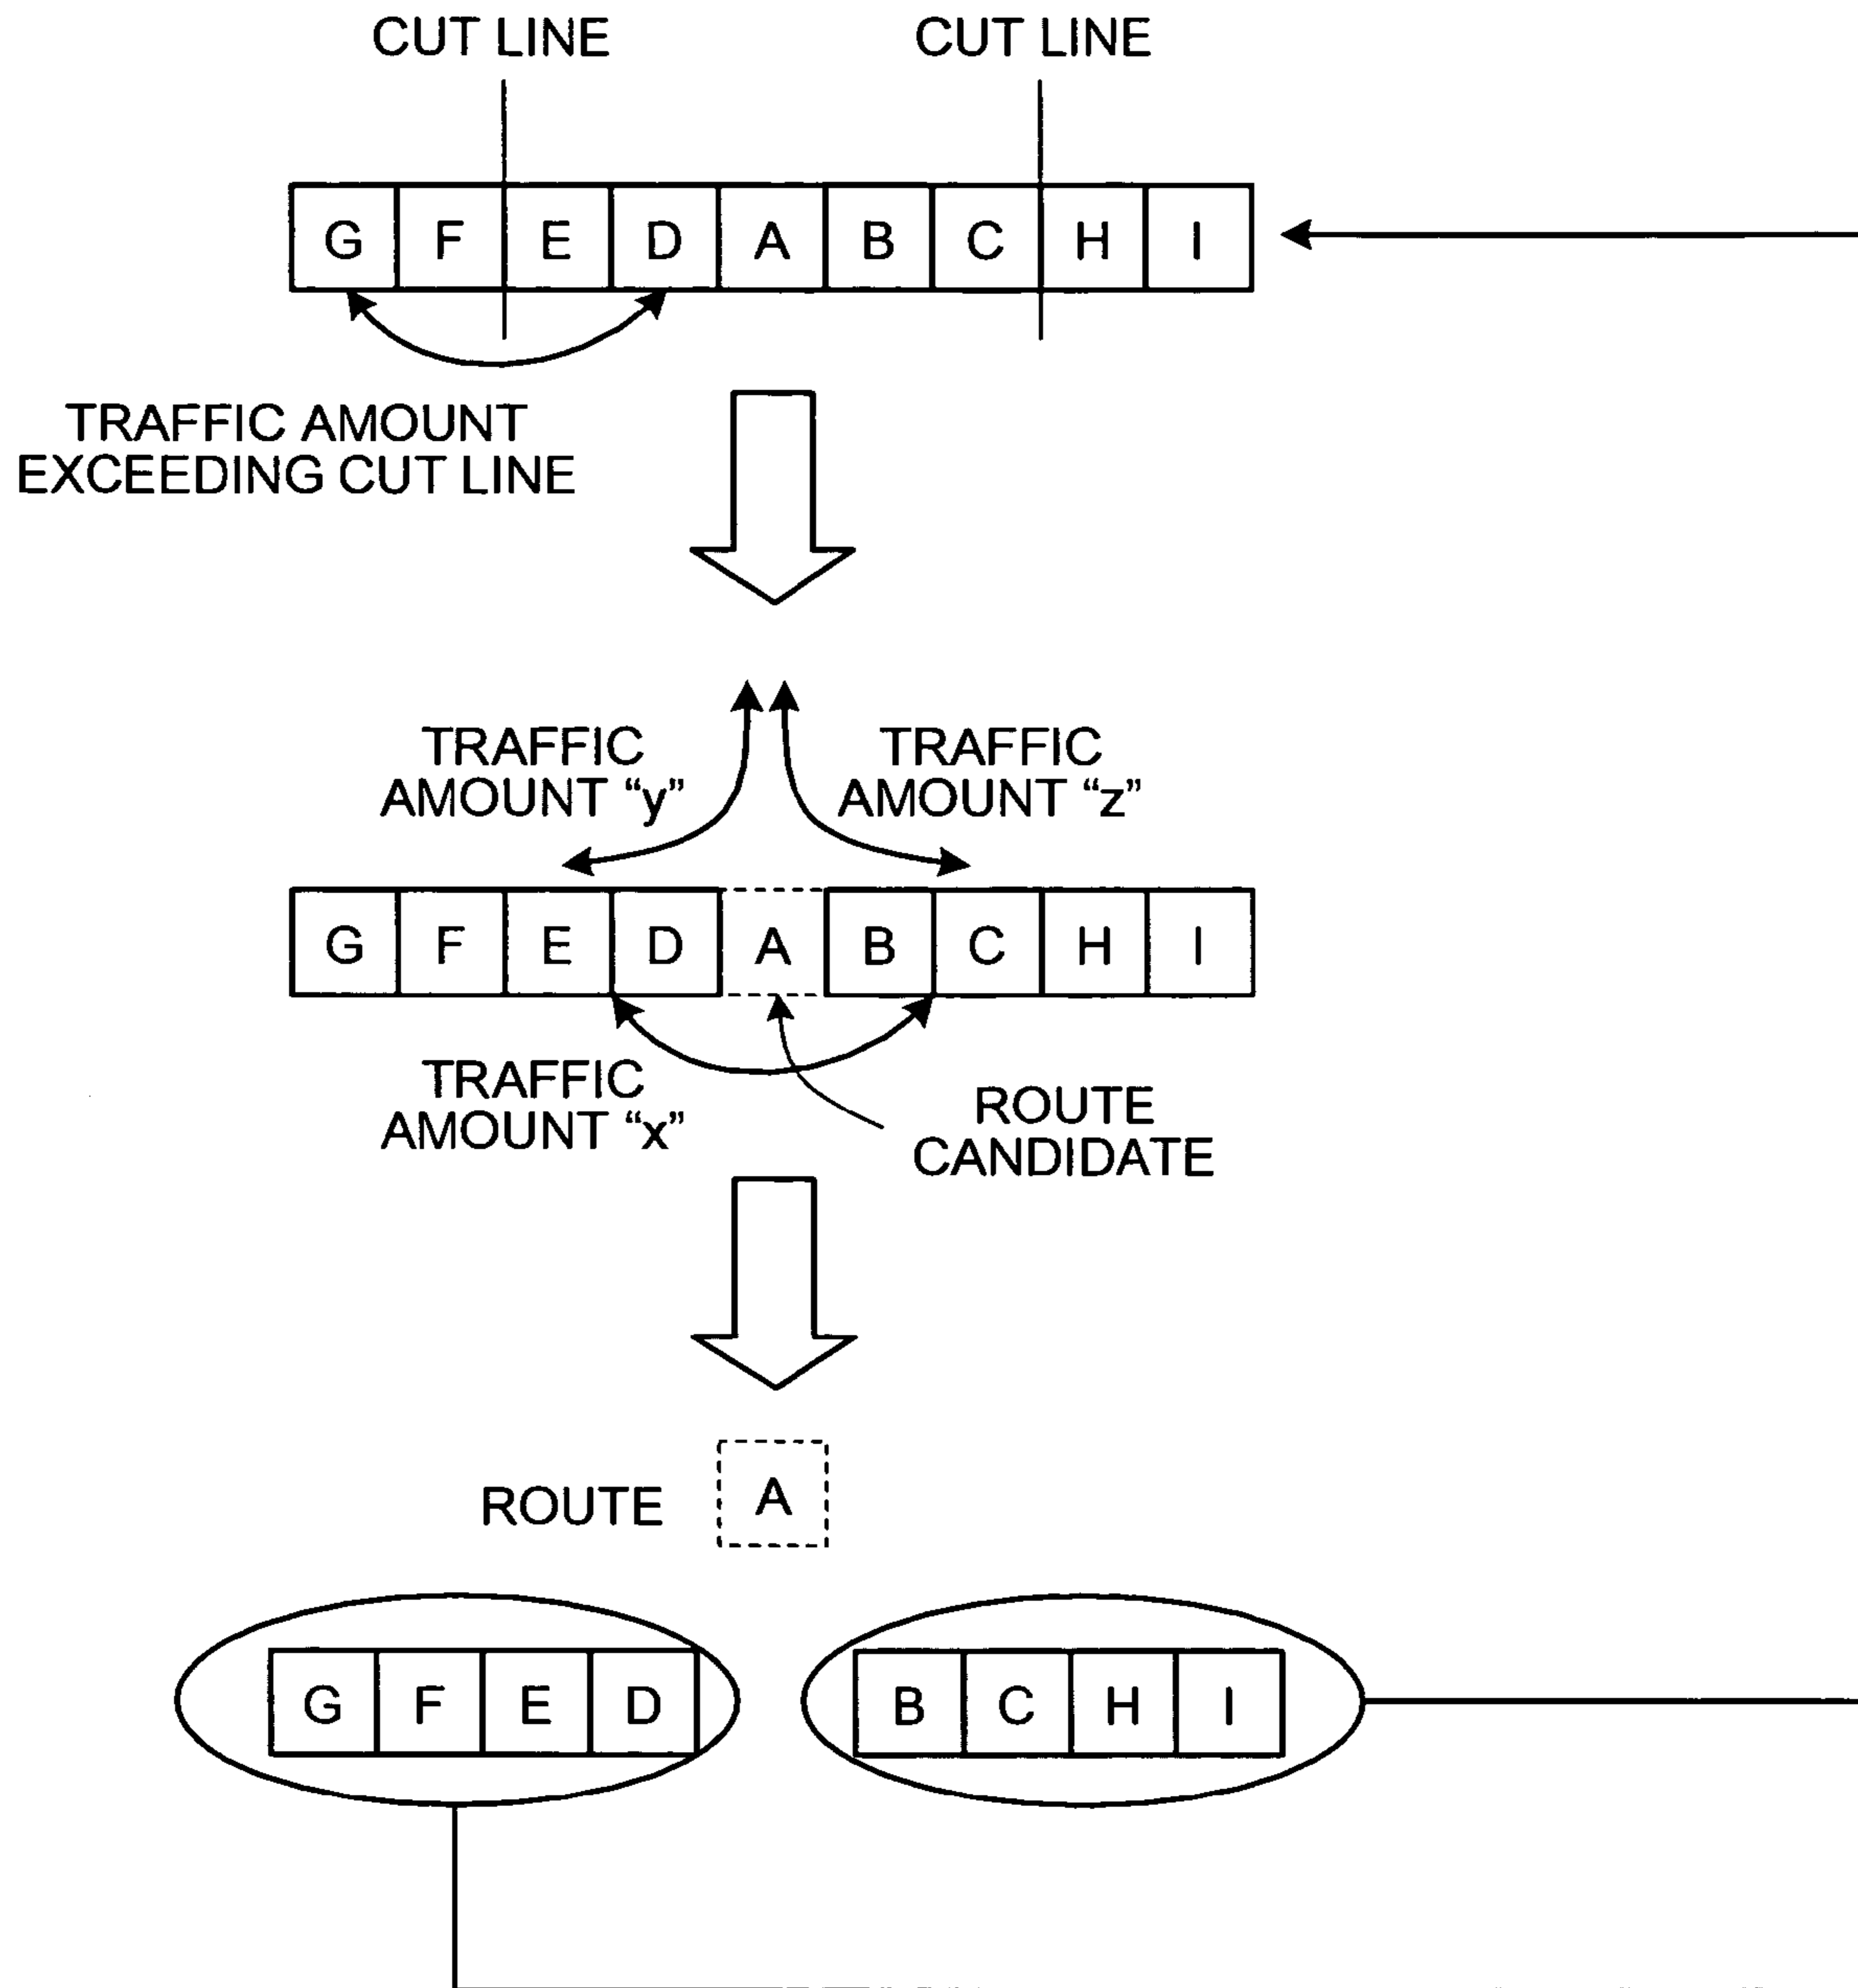 CUT LINE CUT LINE
G F E D A B C H I
TRAFFIC AMOUNT
EXCEEDING CUT LINE
TRAFFIC
AMOUNT “y”
TRAFFIC
AMOUNT “z”
G F E D A B C H I
TRAFFIC
AMOUNT “x”
ROUTE
CANDIDATE
ROUTE A
G F E D B C H I